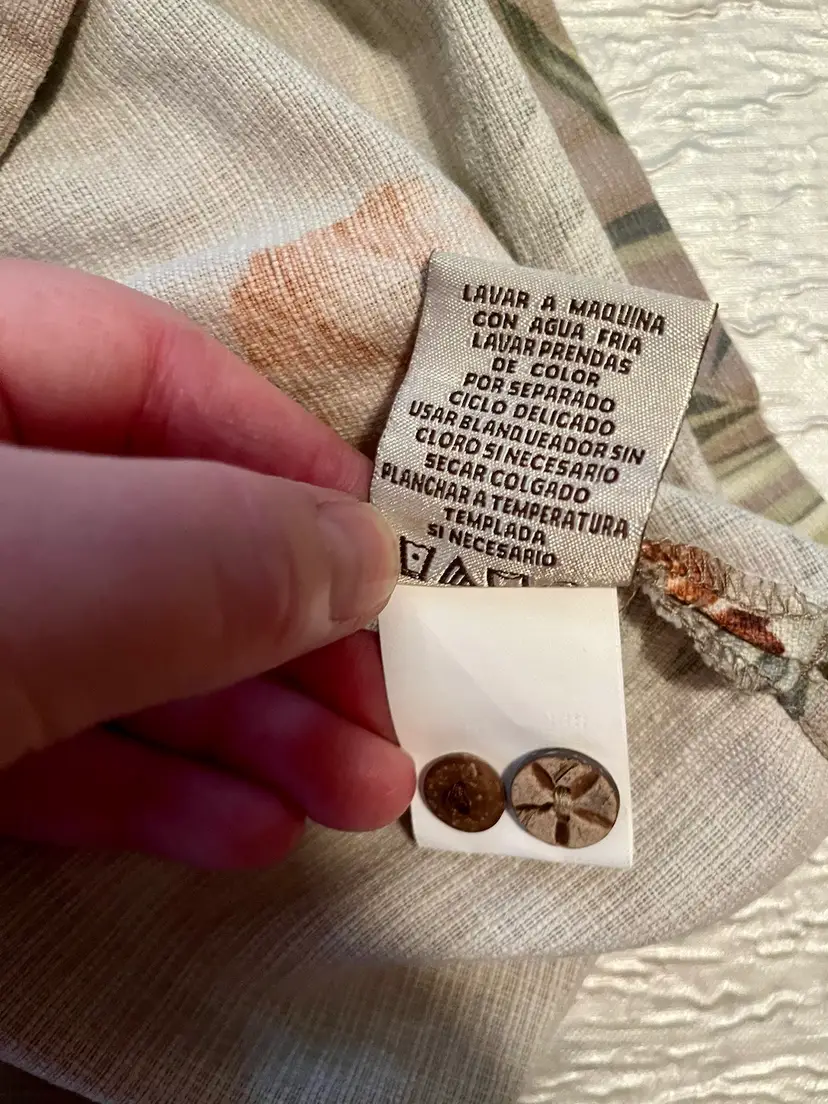 LAVAR A MAQUINA
CON AGUA FRIA
LAVAR PRENDAS
DE COLOR
POR SEPARADO
CICLO DELICADO
USAR BLANQUEADOR SIN
CLORO SI NECESARIO
SECAR COLGADO
PLANCHAR A TEMPERATURA
TEMPLADA
SI NECESARIO